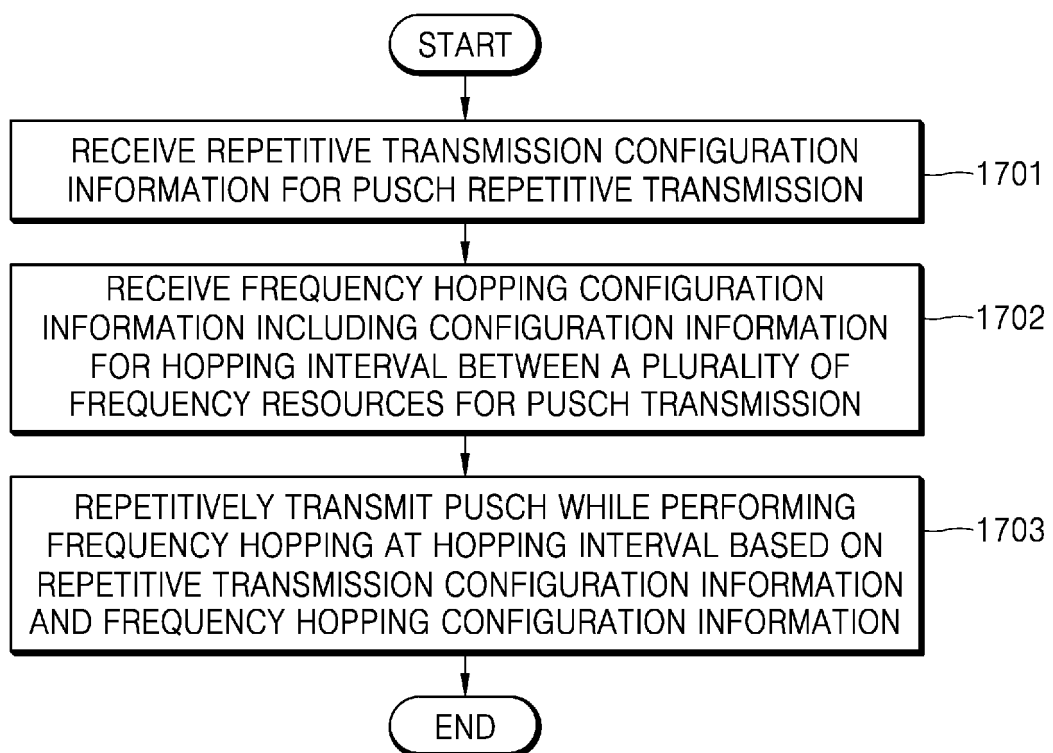 START
RECEIVE REPETITIVE TRANSMISSION CONFIGURATION
INFORMATION FOR PUSCH REPETITIVE TRANSMISSION
1701
RECEIVE FREQUENCY HOPPING CONFIGURATION
INFORMATION INCLUDING CONFIGURATION INFORMATION
FOR HOPPING INTERVAL BETWEEN A PLURALITY OF
FREQUENCY RESOURCES FOR PUSCH TRANSMISSION
1702
REPETITIVELY TRANSMIT PUSCH WHILE PERFORMING
FREQUENCY HOPPING AT HOPPING INTERVAL BASED ON
REPETITIVE TRANSMISSION CONFIGURATION INFORMATION
AND FREQUENCY HOPPING CONFIGURATION INFORMATION
1703
END